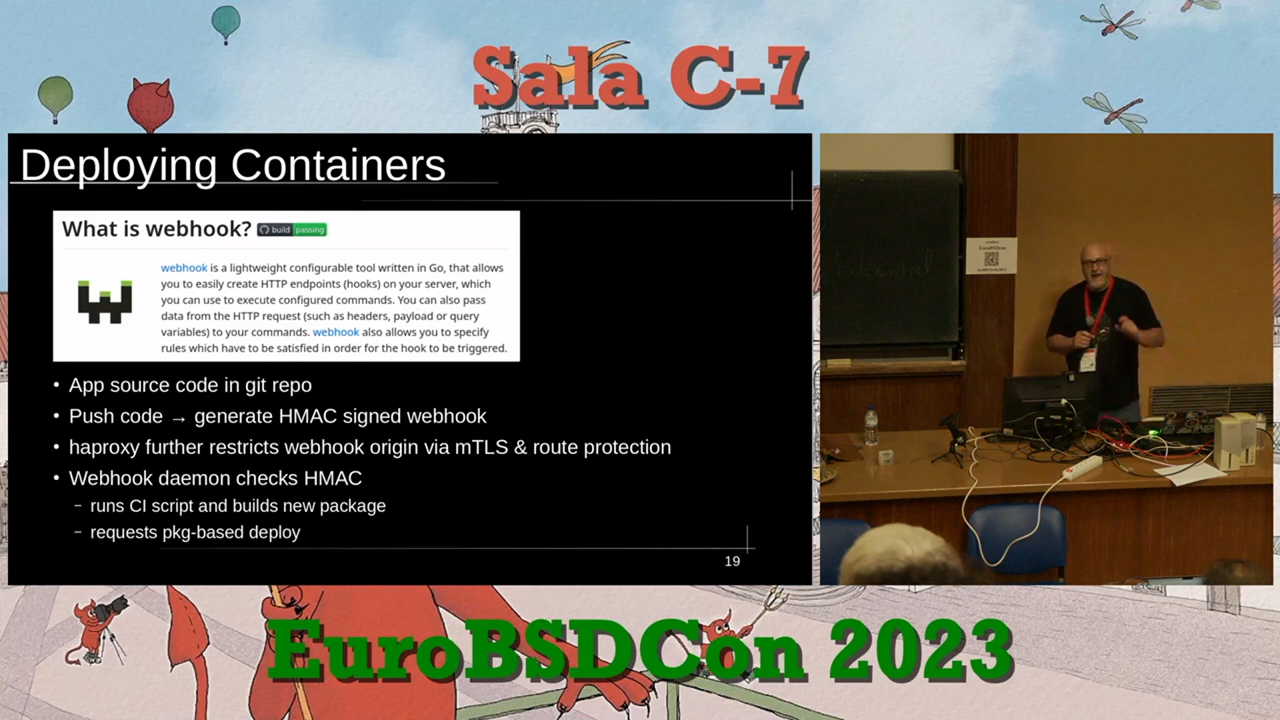 Sala C-7
Deploying Containers
What is webhook? build passing
webhook is a lightweight configurable tool written in Go, that allows
you to easily create HTTP endpoints (hooks) on your server, which
you can use to execute configured commands. You can also pass
data from the HTTP request (such as headers, payload or query
variables) to your commands. webhook also allows you to specify
rules which have to be satisfied in order for the hook to be triggered.
• App source code in git repo
• Push code → generate HMAC signed webhook
• haproxy further restricts webhook origin via mTLS & route protection
• Webhook daemon checks HMAC
– runs CI script and builds new package
– requests pkg-based deploy
19
EuroBSDCon 2023